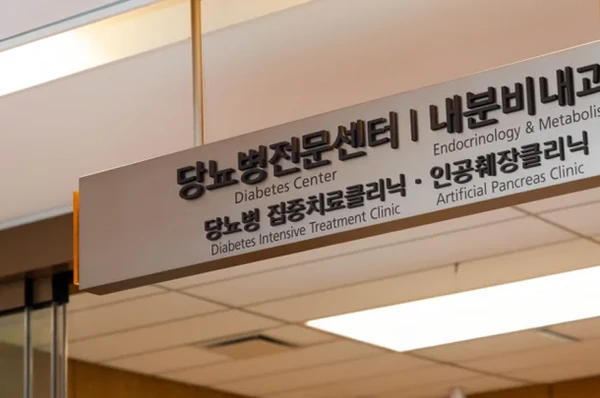 당뇨병전문센터 | 내분비내과
Diabetes Center Endocrinology & Metabolis
당뇨병 집중치료클리닉 · 인공췌장클리닉
Diabetes Intensive Treatment Clinic Artificial Pancreas Clinic